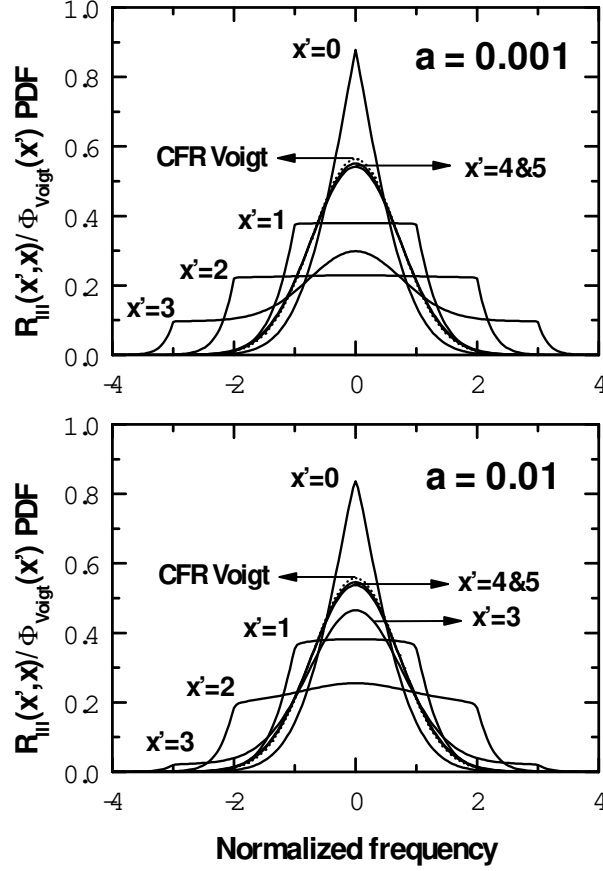 R_III(x',x)/Φ_Voigt(x') PDF
1.0
0.8
0.6
0.4
0.2
0.0
x'=0
a = 0.001
CFR Voigt
x'=4&5
x'=1
x'=2
x'=3
-4 -2 0 2 4
R_III(x',x)/Φ_Voigt(x') PDF
1.0
0.8
0.6
0.4
0.2
0.0
x'=0
a = 0.01
CFR Voigt
x'=4&5
x'=3
x'=1
x'=2
x'=3
-4 -2 0 2 4
Normalized frequency